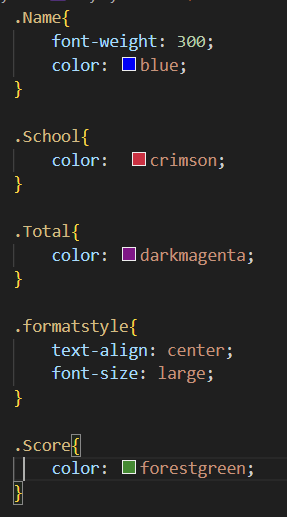 .Name{
    font-weight: 300;
    color: blue;
}

.School{
    color:  crimson;
}

.Total{
    color: darkmagenta;
}

.formatstyle{
    text-align: center;
    font-size: large;
}

.Score{
    color: forestgreen;
}